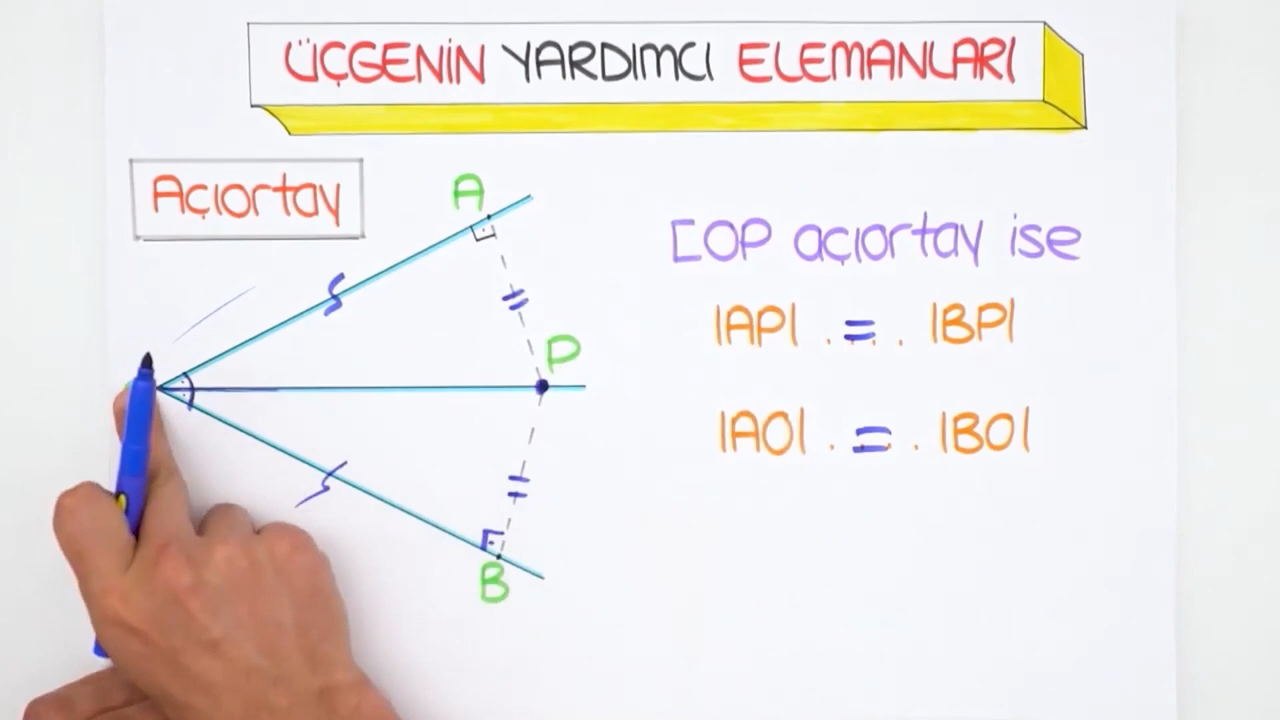 ÜÇGENİN YARDIMCI ELEMANLARI
Açıortay
A
P
B
[OP açıortay ise
|AP| . = . |BP|
|AO| . = . |BO|